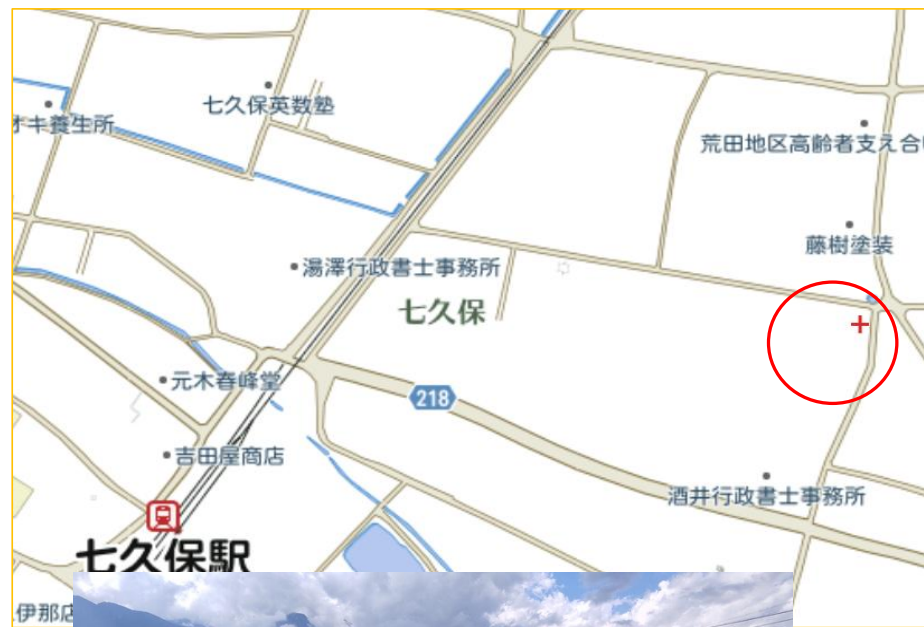 七久保英数塾
オキ養生所
荒田地区高齢者支え合
藤樹塗装
湯澤行政書士事務所
七久保
元木春峰堂
218
吉田屋商店
酒井行政書士事務所
七久保駅
伊那店